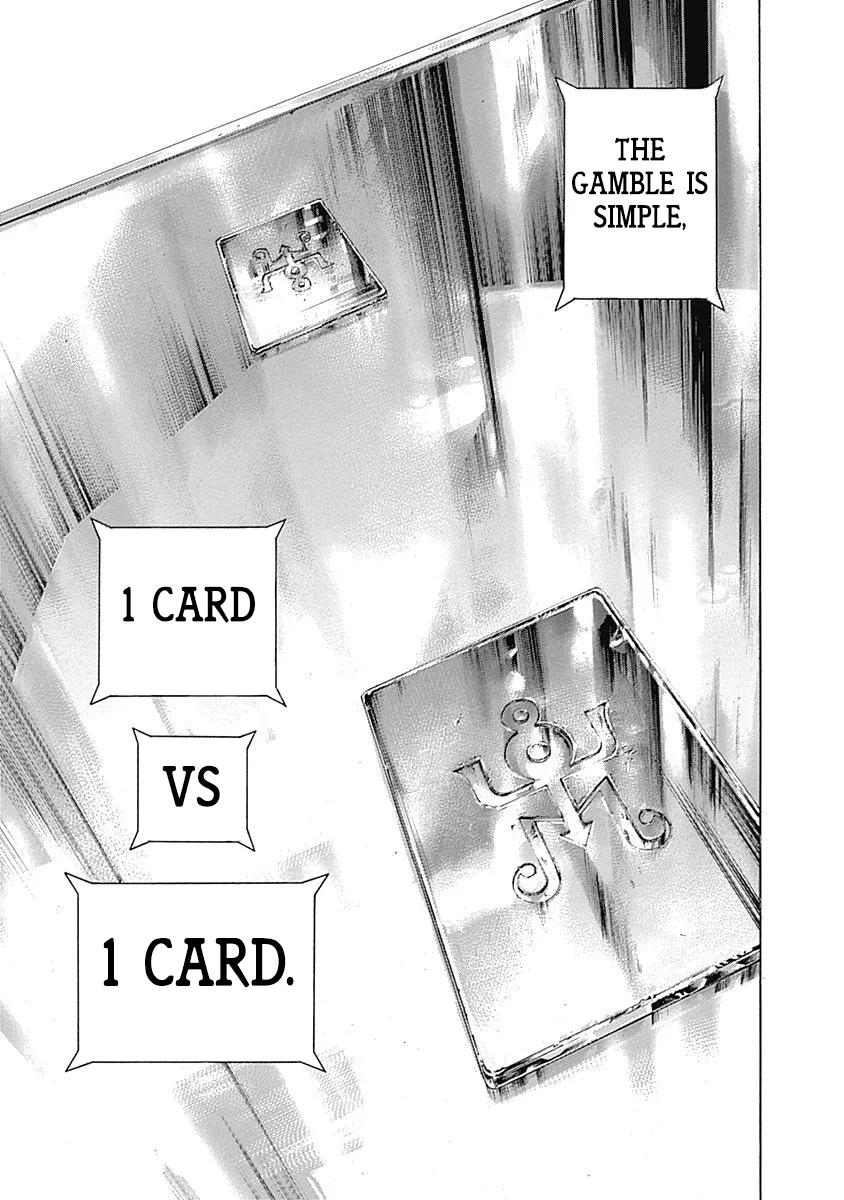 THE
GAMBLE IS
SIMPLE,
1 CARD
VS
1 CARD.